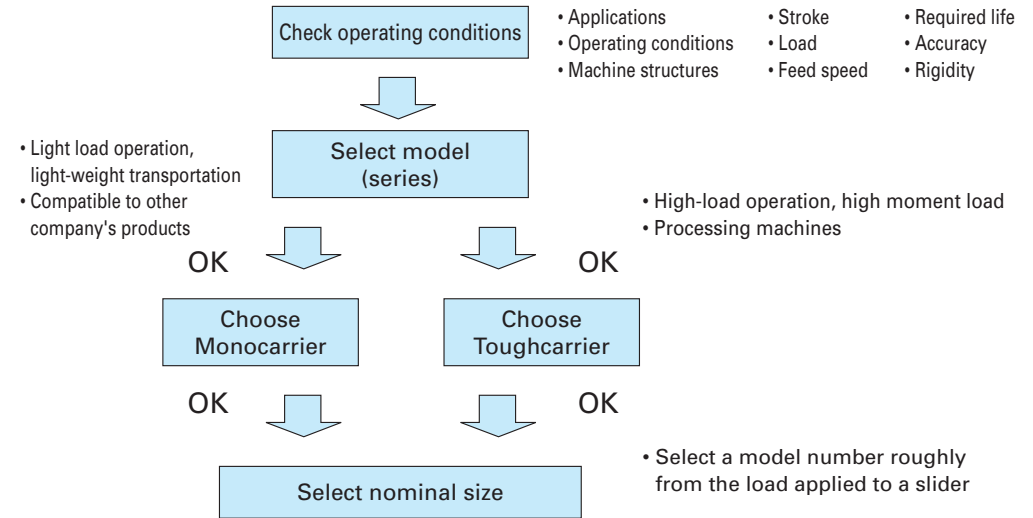 Check operating conditions
• Applications
• Operating conditions
• Machine structures
• Stroke
• Load
• Feed speed
• Required life
• Accuracy
• Rigidity
Select model
(series)
• Light load operation,
light-weight transportation
• Compatible to other
company's products
• High-load operation, high moment load
• Processing machines
OK
OK
Choose
Monocarrier
Choose
Toughcarrier
OK
OK
Select nominal size
• Select a model number roughly
from the load applied to a slider